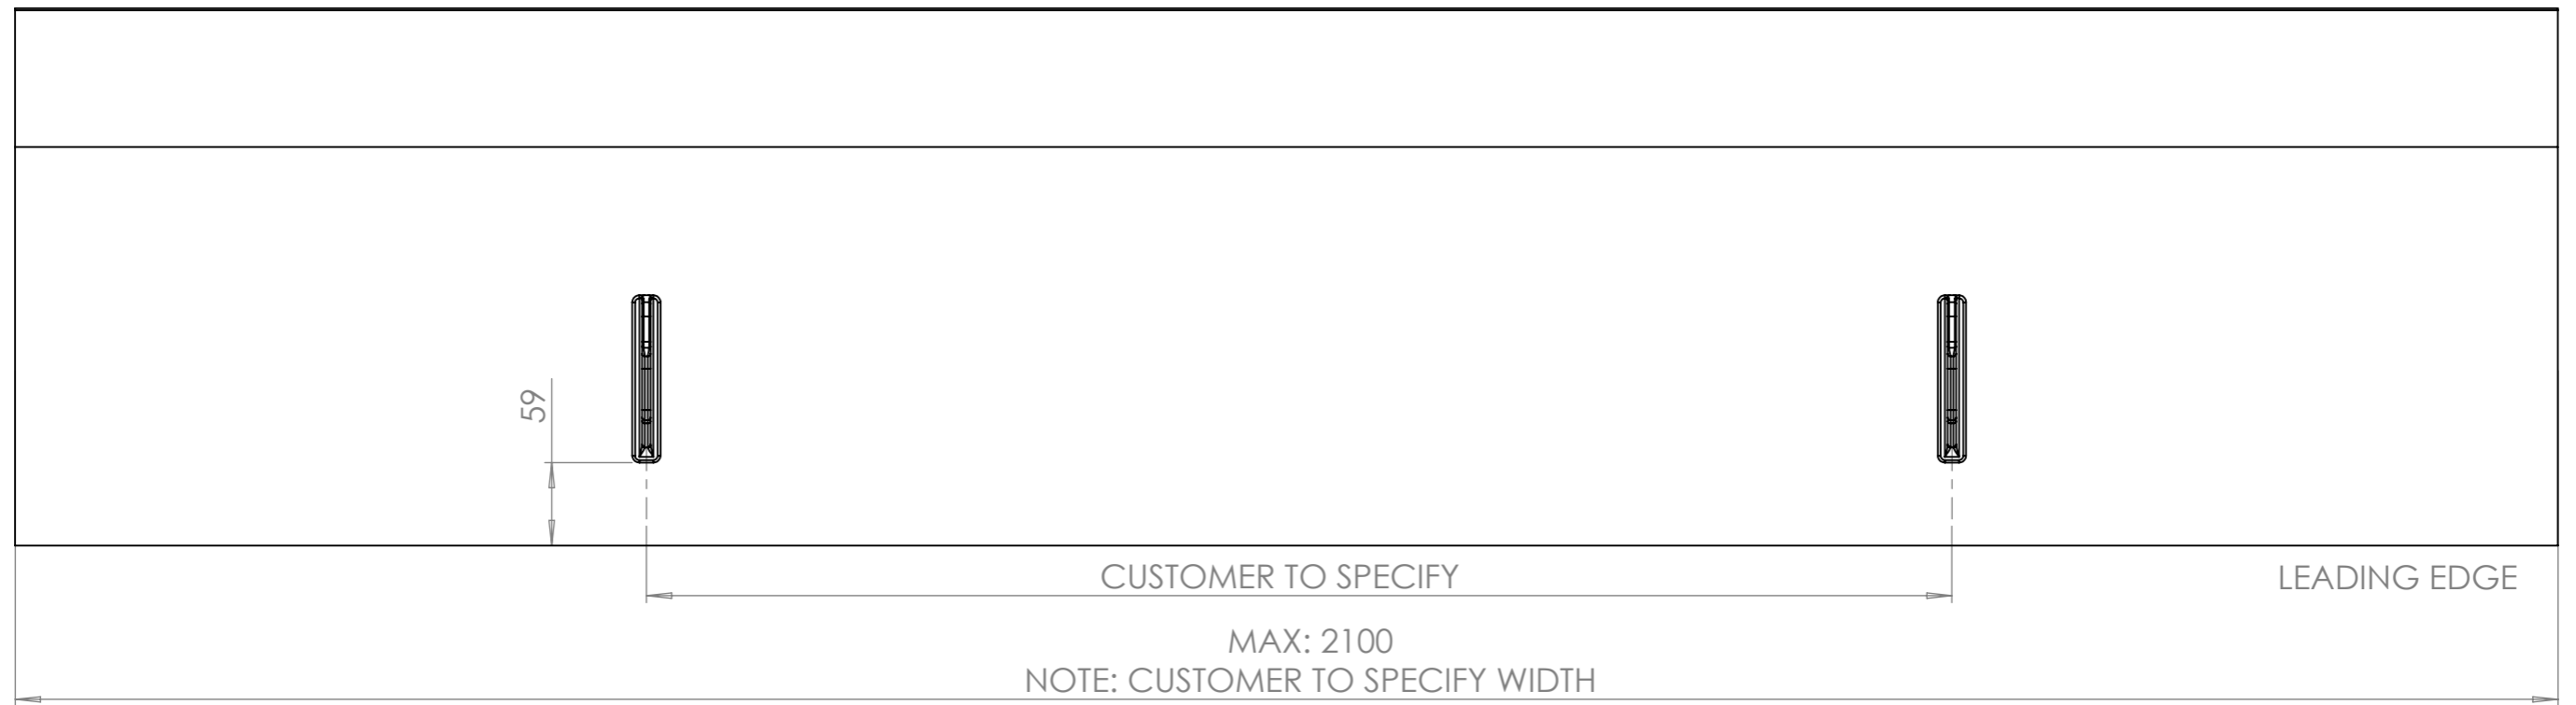 59
CUSTOMER TO SPECIFY
LEADING EDGE
MAX: 2100
NOTE: CUSTOMER TO SPECIFY WIDTH